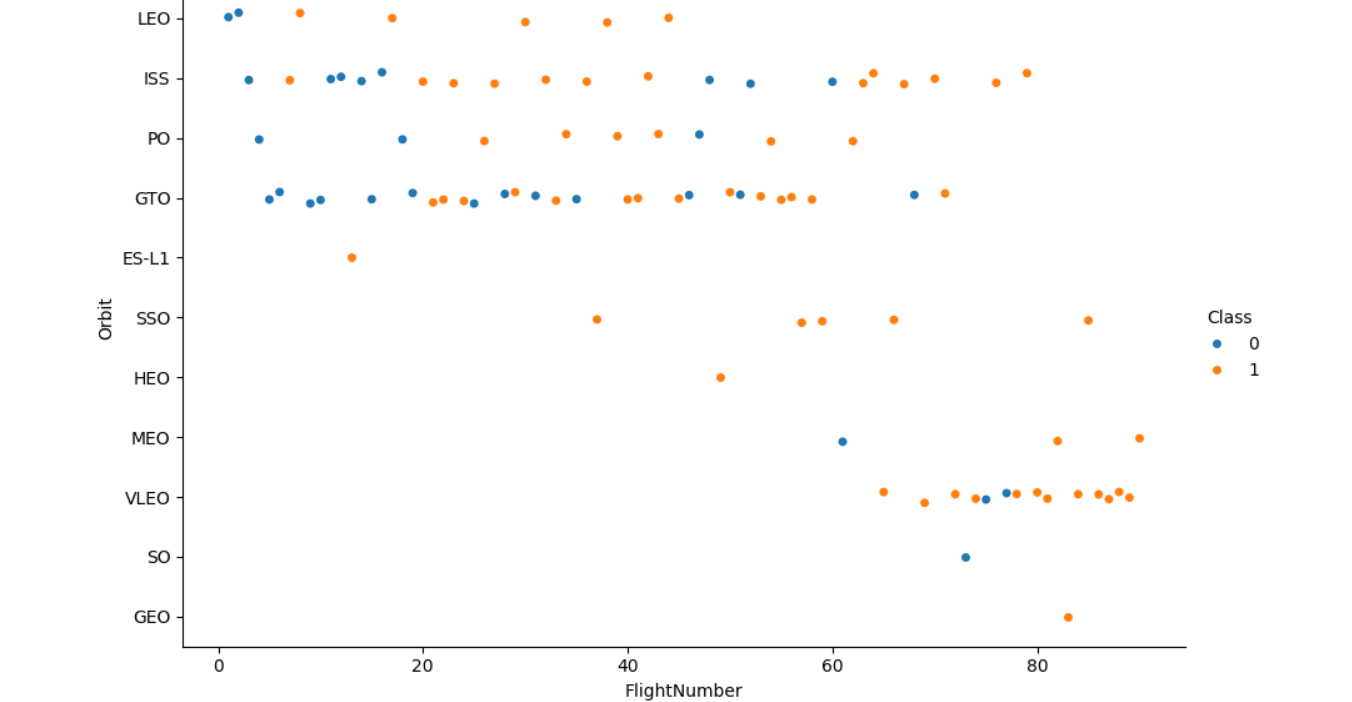 LEO
ISS
PO
GTO
ES-L1
SSO
HEO
MEO
VLEO
SO
GEO
Orbit
0 20 40 60 80
FlightNumber
Class
0
1